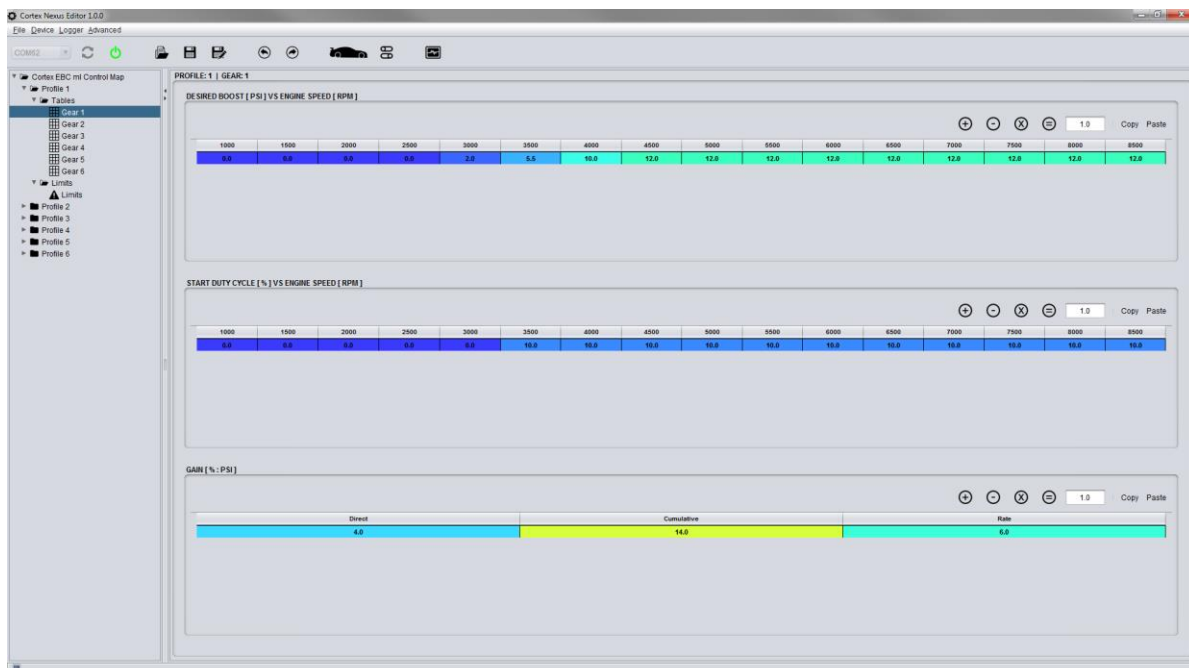 Cortex Nexus Editor 1.0.0
File Device Logger Advanced
COM62
Cortex EBC ml Control Map
Profile 1
Tables
Gear 1
Gear 2
Gear 3
Gear 4
Gear 5
Gear 6
Limits
Limits
Profile 2
Profile 3
Profile 4
Profile 5
Profile 6
PROFILE: 1 | GEAR: 1
DESIRED BOOST [ PSI ] VS ENGINE SPEED [ RPM ]
1.0 Copy Paste
1000 1500 2000 2500 3000 3500 4000 4500 5000 5500 6000 6500 7000 7500 8000 8500
0.0 0.0 0.0 0.0 2.0 5.5 10.0 12.0 12.0 12.0 12.0 12.0 12.0 12.0 12.0 12.0
START DUTY CYCLE [ % ] VS ENGINE SPEED [ RPM ]
1.0 Copy Paste
1000 1500 2000 2500 3000 3500 4000 4500 5000 5500 6000 6500 7000 7500 8000 8500
0.0 0.0 0.0 0.0 0.0 10.0 10.0 10.0 10.0 10.0 10.0 10.0 10.0 10.0 10.0 10.0
GAIN [ % : PSI ]
1.0 Copy Paste
Direct Cumulative Rate
4.0 14.0 6.0